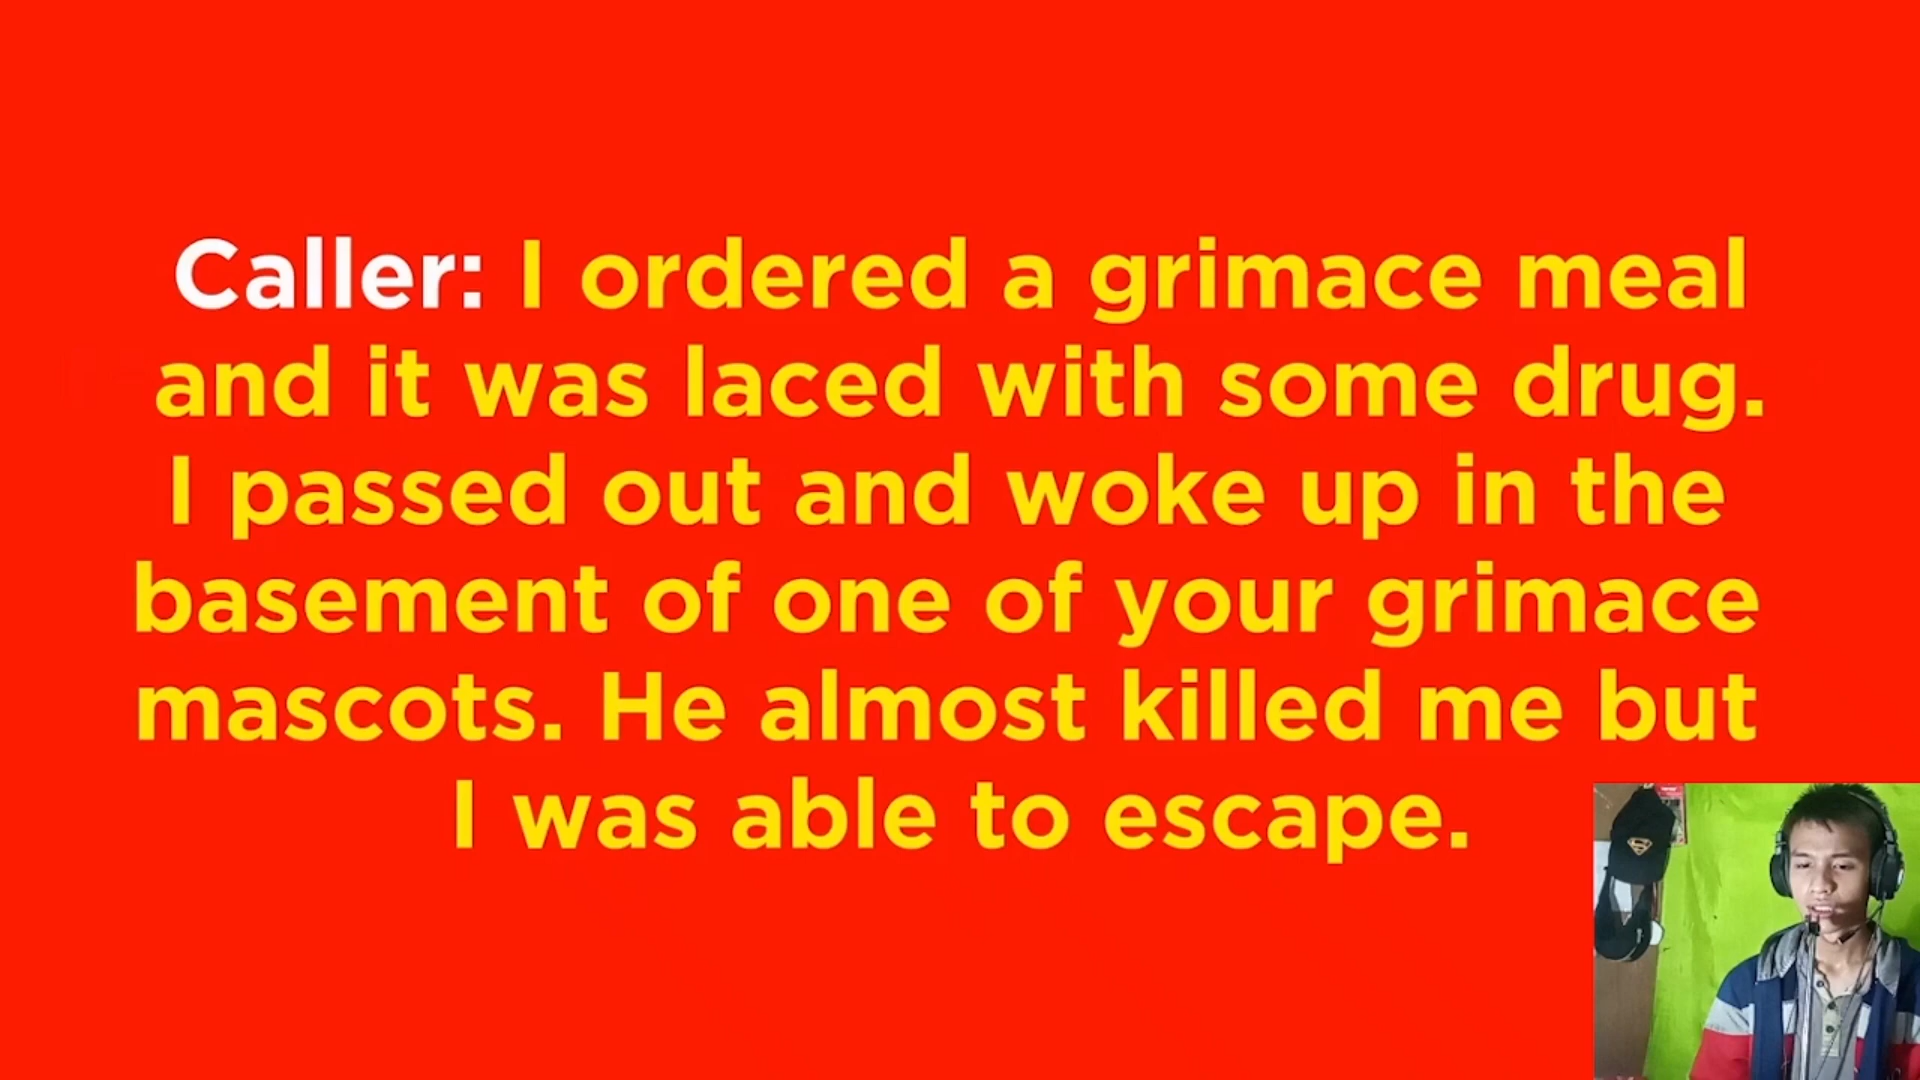 Caller: I ordered a grimace meal
and it was laced with some drug.
I passed out and woke up in the
basement of one of your grimace
mascots. He almost killed me but
I was able to escape.